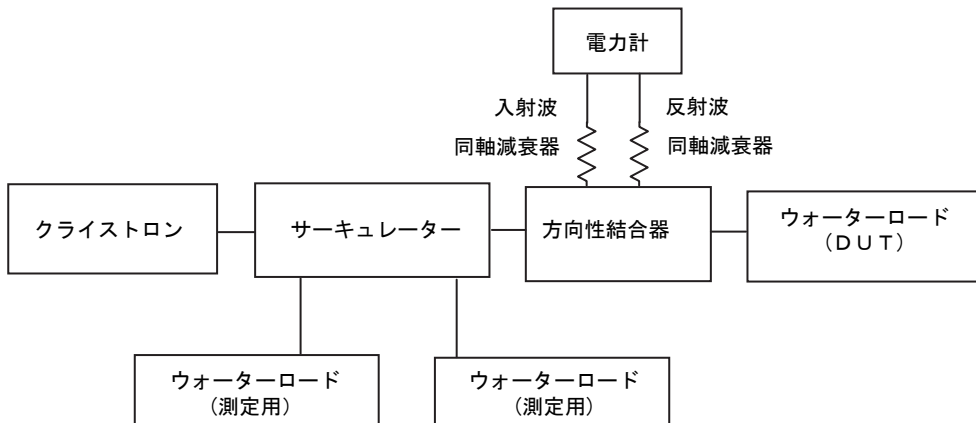 電力計
入射波
反射波
同軸減衰器
同軸減衰器
クライストロン
サーキュレーター
方向性結合器
ウォーターロード
（ＤＵＴ）
ウォーターロード
（測定用）
ウォーターロード
（測定用）